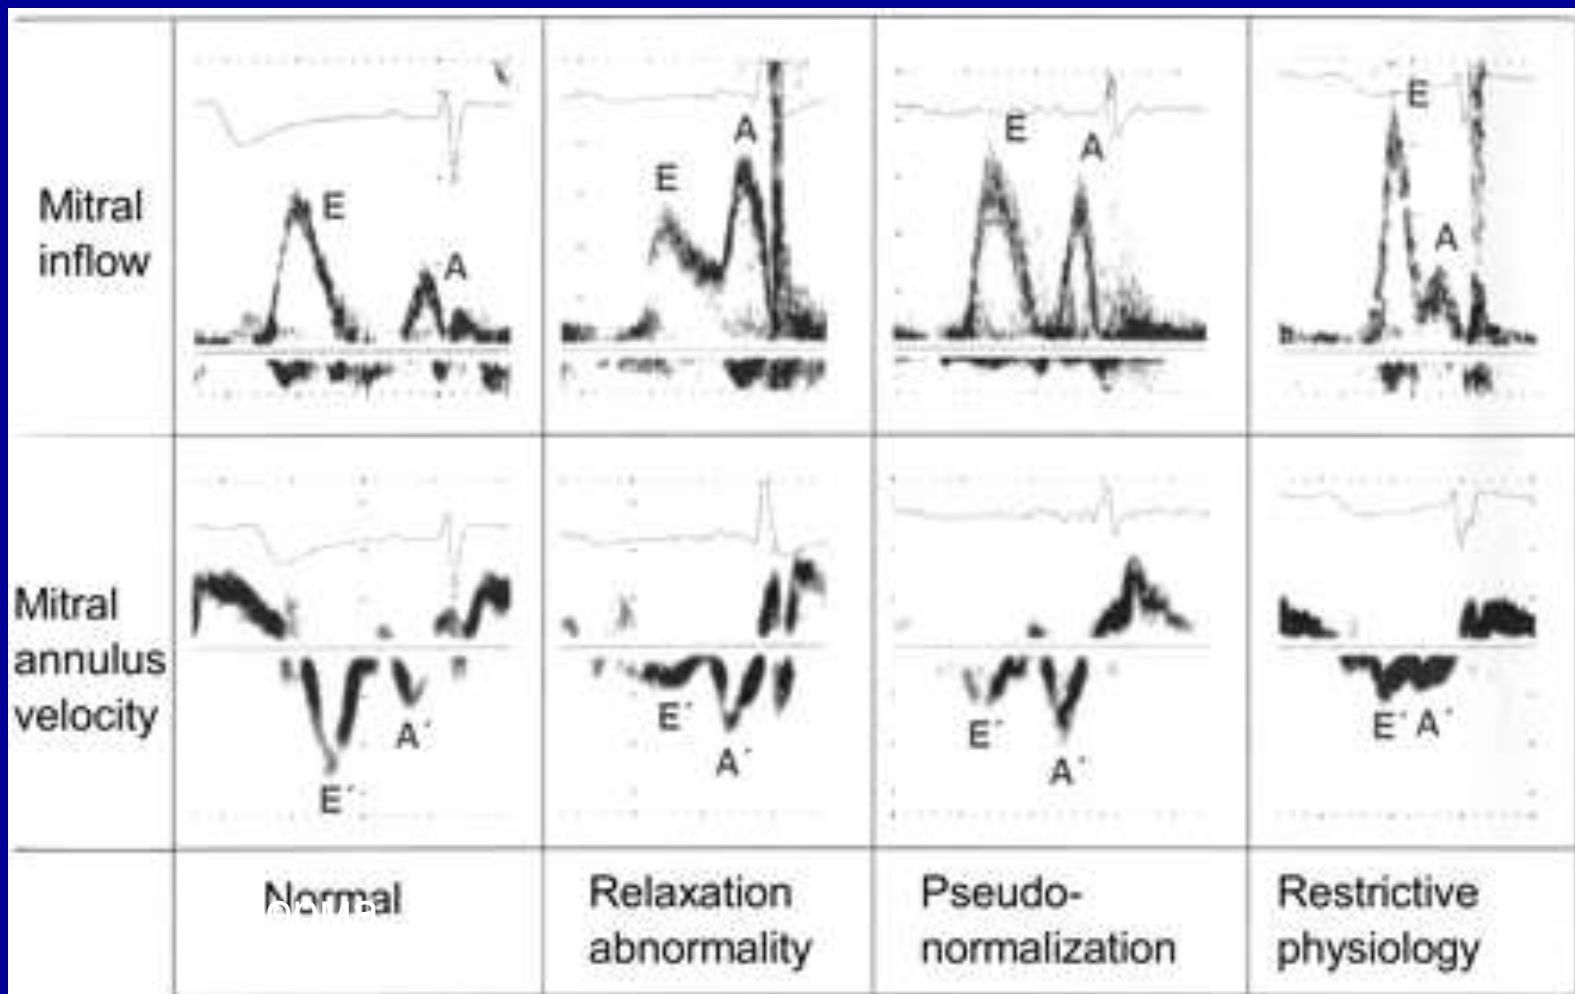 E
A
E
A
E
A
E
A
Mitral
inflow
Mitral
annulus
velocity
E´
A´
E´
A´
E´
A´
E´ A´
Normal
Relaxation
abnormality
Pseudo-
normalization
Restrictive
physiology